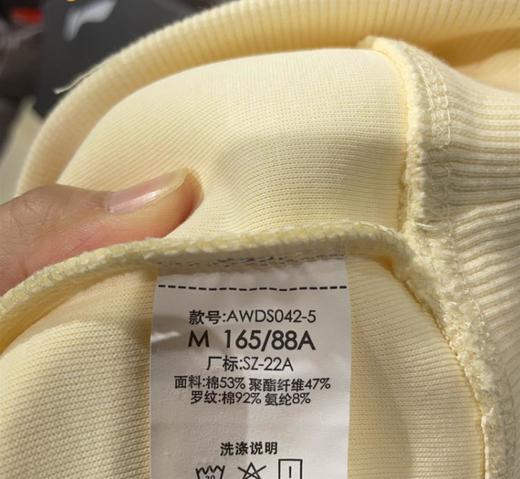 款号:AWDS042-5
M 165/88A
厂标:SZ-22A
面料:棉53% 聚酯纤维47%
罗纹:棉92% 氨纶8%
洗涤说明